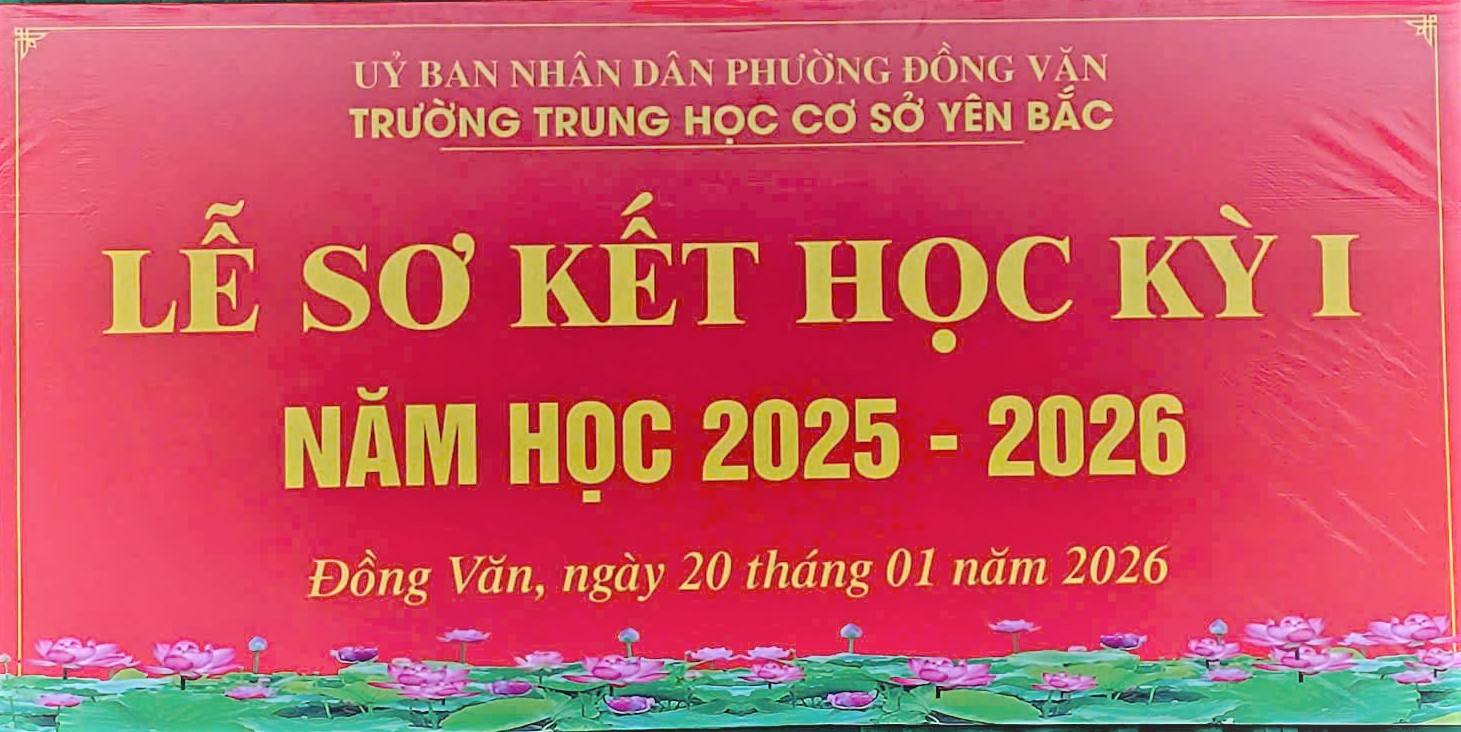 UỶ BAN NHÂN DÂN PHƯỜNG ĐỒNG VĂN
TRƯỜNG TRUNG HỌC CƠ SỞ YÊN BẮC
LỄ SƠ KẾT HỌC KỲ I
NĂM HỌC 2025 - 2026
Đồng Văn, ngày 20 tháng 01 năm 2026